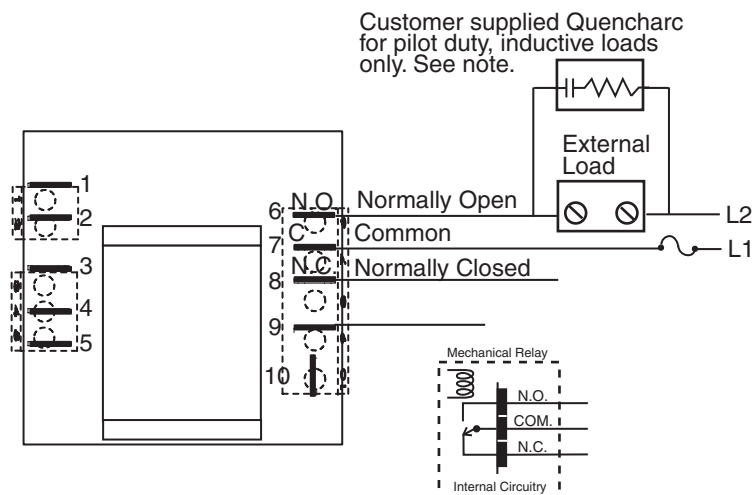 Customer supplied Quencharc
for pilot duty, inductive loads
only. See note.
External
Load
1
2
3
4
5
6 N.O. Normally Open
7 C Common
8 N.C. Normally Closed
9
10
L2
L1
Mechanical Relay
N.O.
COM.
N.C.
Internal Circuitry